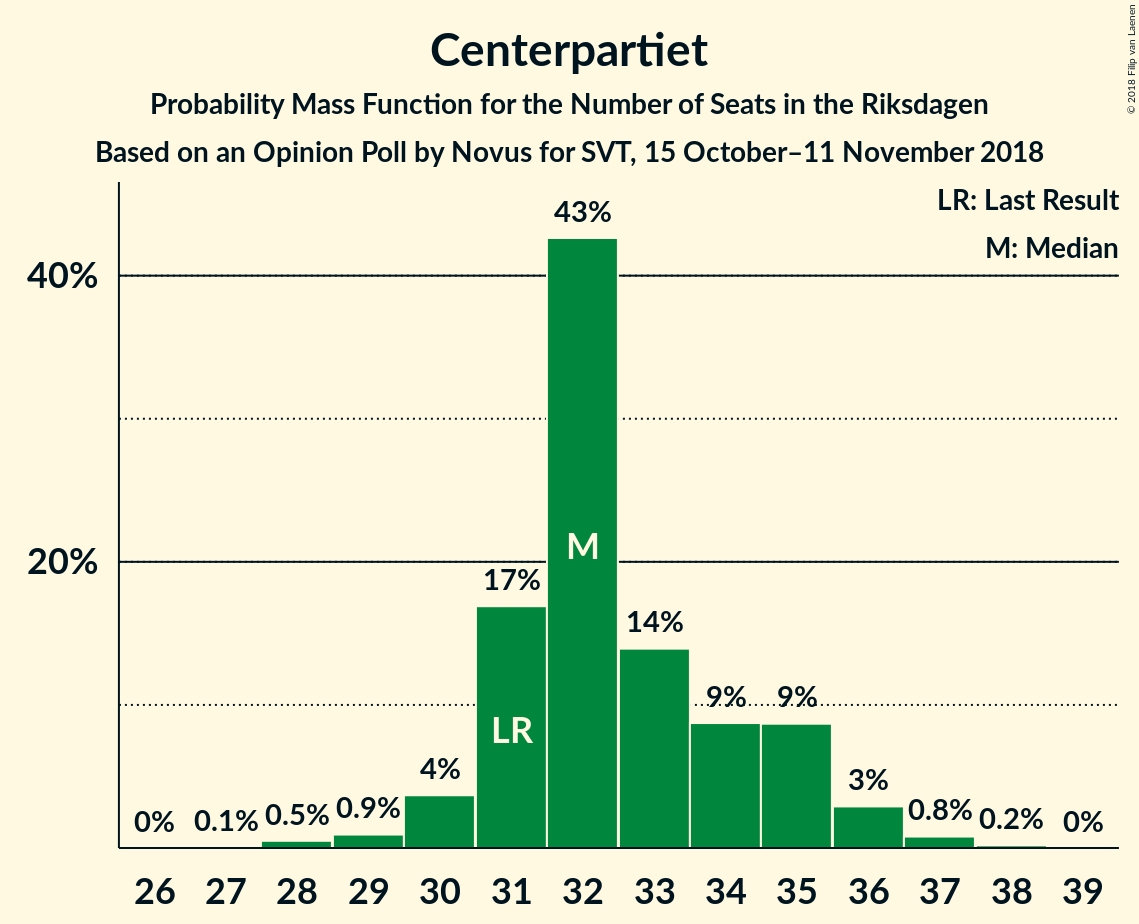 Centerpartiet
Probability Mass Function for the Number of Seats in the Riksdagen
Based on an Opinion Poll by Novus for SVT, 15 October–11 November 2018
© 2018 Filip van Laenen
LR: Last Result
M: Median
40%
20%
0%
0.1%
0.5%
0.9%
4%
17%
43%
14%
9%
9%
3%
0.8%
0.2%
0%
LR
M
26 27 28 29 30 31 32 33 34 35 36 37 38 39